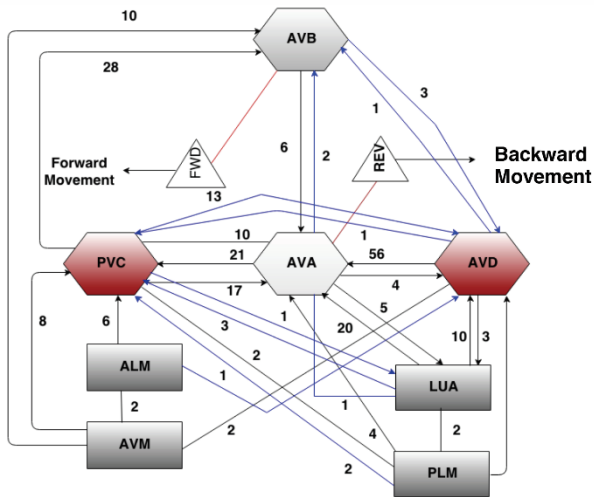 10
AVB
28
3
1
6
2
FWD
REV
Forward
Movement
Backward
Movement
13
10
1
PVC
21
AVA
56
AVD
17
4
8
6
1
5
3
20
10
3
2
ALM
1
LUA
2
1
2
AVM
2
4
2
PLM